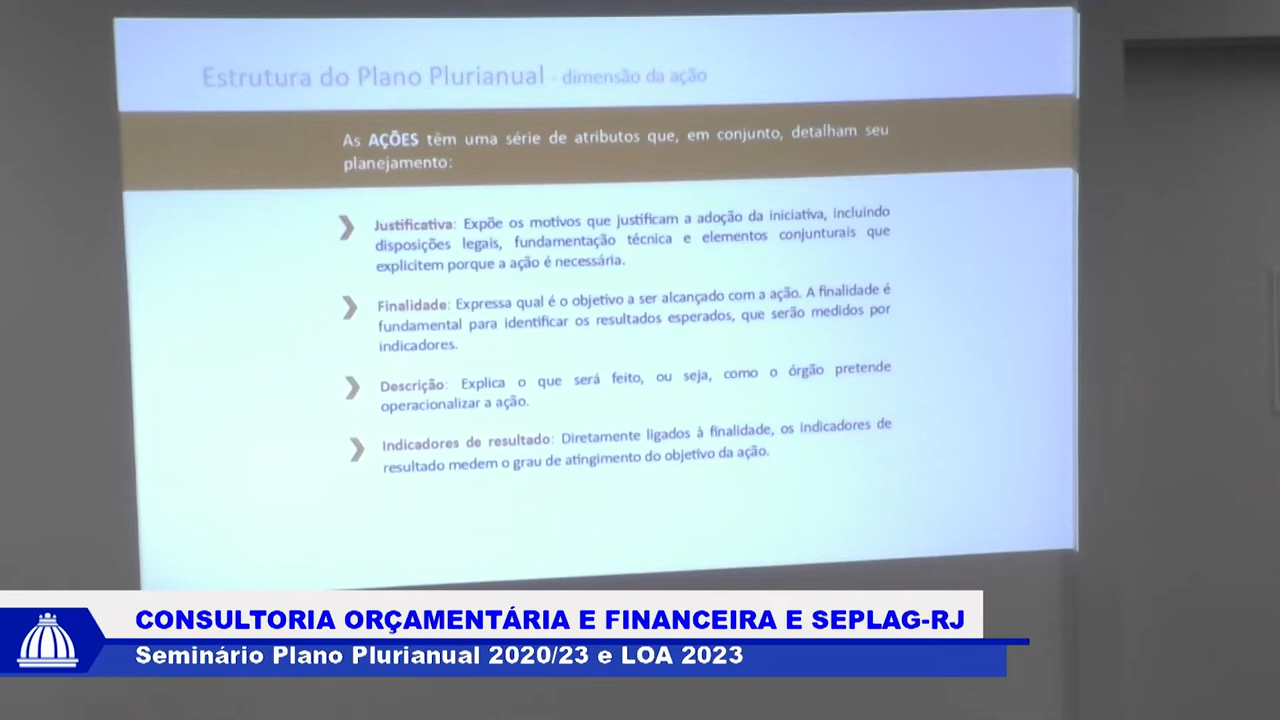 Estrutura do Plano Plurianual - dimensão da ação
As AÇÕES têm uma série de atributos que, em conjunto, detalham seu
planejamento:
Justificativa: Expõe os motivos que justificam a adoção da iniciativa, incluindo
disposições legais, fundamentação técnica e elementos conjunturais que
explicitem porque a ação é necessária.
Finalidade: Expressa qual é o objetivo a ser alcançado com a ação. A finalidade é
fundamental para identificar os resultados esperados, que serão medidos por
indicadores.
Descrição: Explica o que será feito, ou seja, como o órgão pretende
operacionalizar a ação.
Indicadores de resultado: Diretamente ligados à finalidade, os indicadores de
resultado medem o grau de atingimento do objetivo da ação.
CONSULTORIA ORÇAMENTÁRIA E FINANCEIRA E SEPLAG-RJ
Seminário Plano Plurianual 2020/23 e LOA 2023